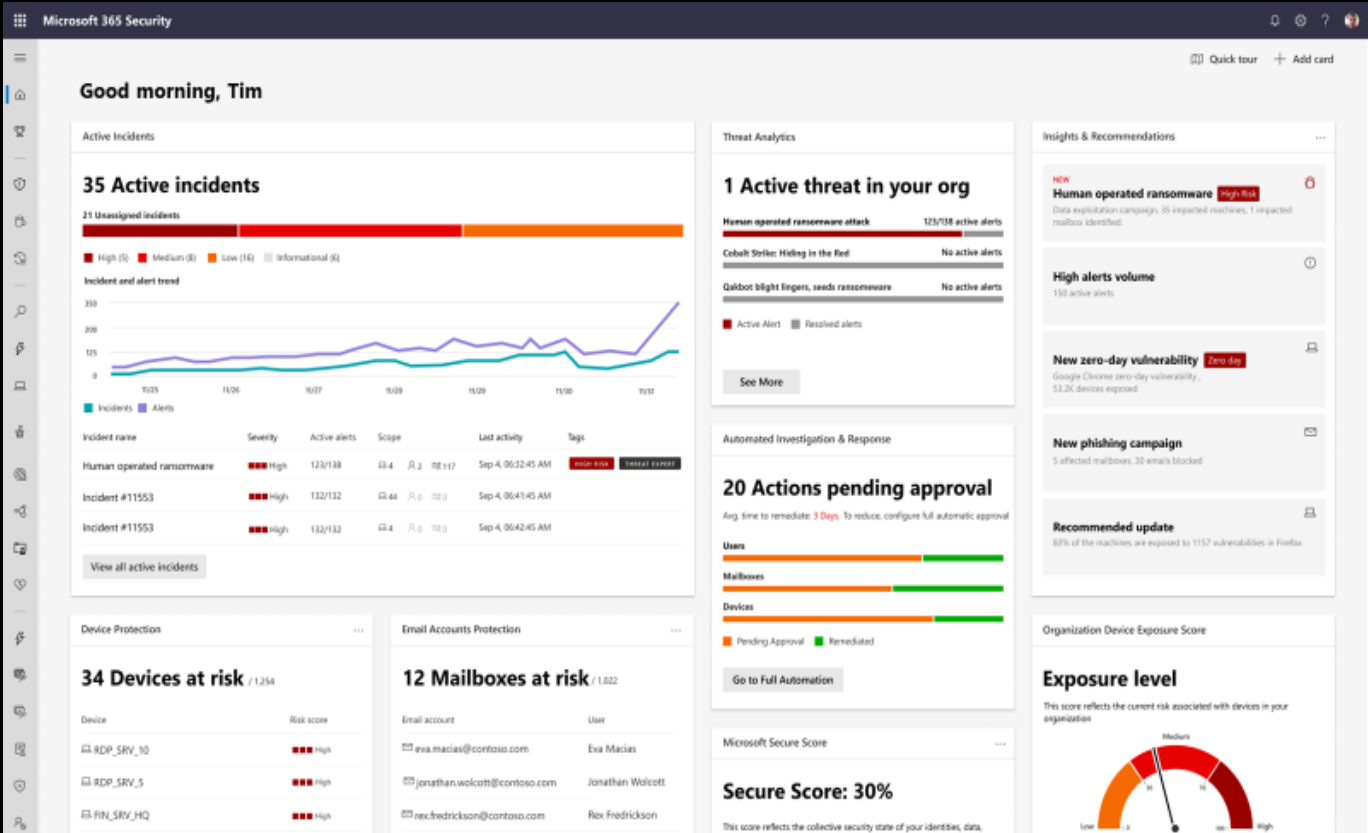 Microsoft 365 Security
Quick tour
Add card
Good morning, Tim
Active Incidents
35 Active incidents
21 Unassigned incidents
High (5) Medium (8) Low (16) Informational (6)
Incident and alert trend
350
200
125
0
11/25 11/26 11/27 11/28 11/29 11/30 11/31
Incidents Alerts
Incident name Severity Active alerts Scope Last activity Tags
Human operated ransomware High 123/138 4 2 117 Sep 4, 06:32:45 AM HIGH RISK THREAT EXPERT
Incident #11553 High 132/132 44 0 0 Sep 4, 06:41:45 AM
Incident #11553 High 132/132 4 0 0 Sep 4, 06:42:45 AM
View all active incidents
Threat Analytics
1 Active threat in your org
Human operated ransomware attack 123/138 active alerts
Cobalt Strike: Hiding in the Red No active alerts
Qakbot blight lingers, seeds ransomeware No active alerts
Active Alert Resolved alerts
See More
Insights & Recommendations
NEW
Human operated ransomware High Risk
Data exploitation campaign, 35 impacted machines, 1 impacted
mailbox identified.
High alerts volume
150 active alerts
New zero-day vulnerability Zero day
Google Chrome zero-day vulnerability,
53.2K devices exposed
New phishing campaign
5 affected mailboxes, 30 emails blocked
Recommended update
83% of the machines are exposed to 1157 vulnerabilities in Firefox
Automated Investigation & Response
20 Actions pending approval
Avg. time to remediate: 3 Days. To reduce, configure full automatic approval
Users
Mailboxes
Devices
Pending Approval Remediated
Go to Full Automation
Device Protection
34 Devices at risk / 1,254
Device Risk score
RDP_SRV_10 High
RDP_SRV_5 High
FIN_SRV_HQ High
Email Accounts Protection
12 Mailboxes at risk / 1,022
Email account User
eva.macias@contoso.com Eva Macias
jonathan.wolcott@contoso.com Jonathan Wolcott
rex.fredrickson@contoso.com Rex Fredrickson
Microsoft Secure Score
Secure Score: 30%
This score reflects the collective security state of your identities, data,
Organization Device Exposure Score
Exposure level
This score reflects the current risk associated with devices in your
organization
Medium
Low
High